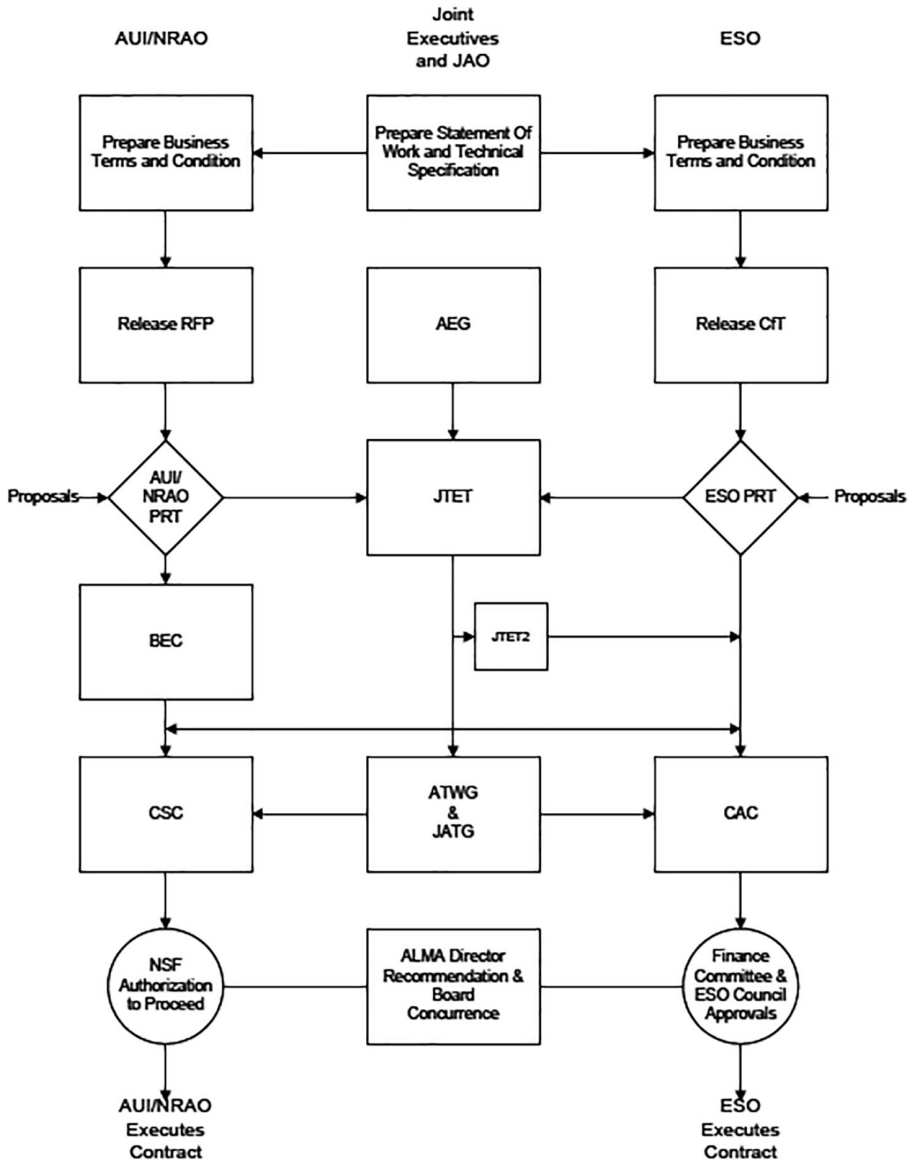 AUI/NRAO
Joint
Executives
and JAO
ESO
Prepare Business
Terms and Condition
Prepare Statement Of
Work and Technical
Specification
Prepare Business
Terms and Condition
Release RFP
AEG
Release CfT
Proposals
AUI/
NRAO
PRT
JTET
ESO PRT
Proposals
BEC
JTET2
CSC
ATWG
&
JATG
CAC
NSF
Authorization
to Proceed
ALMA Director
Recommendation &
Board
Concurrence
Finance
Committee &
ESO Council
Approvals
AUI/NRAO
Executes
Contract
ESO
Executes
Contract